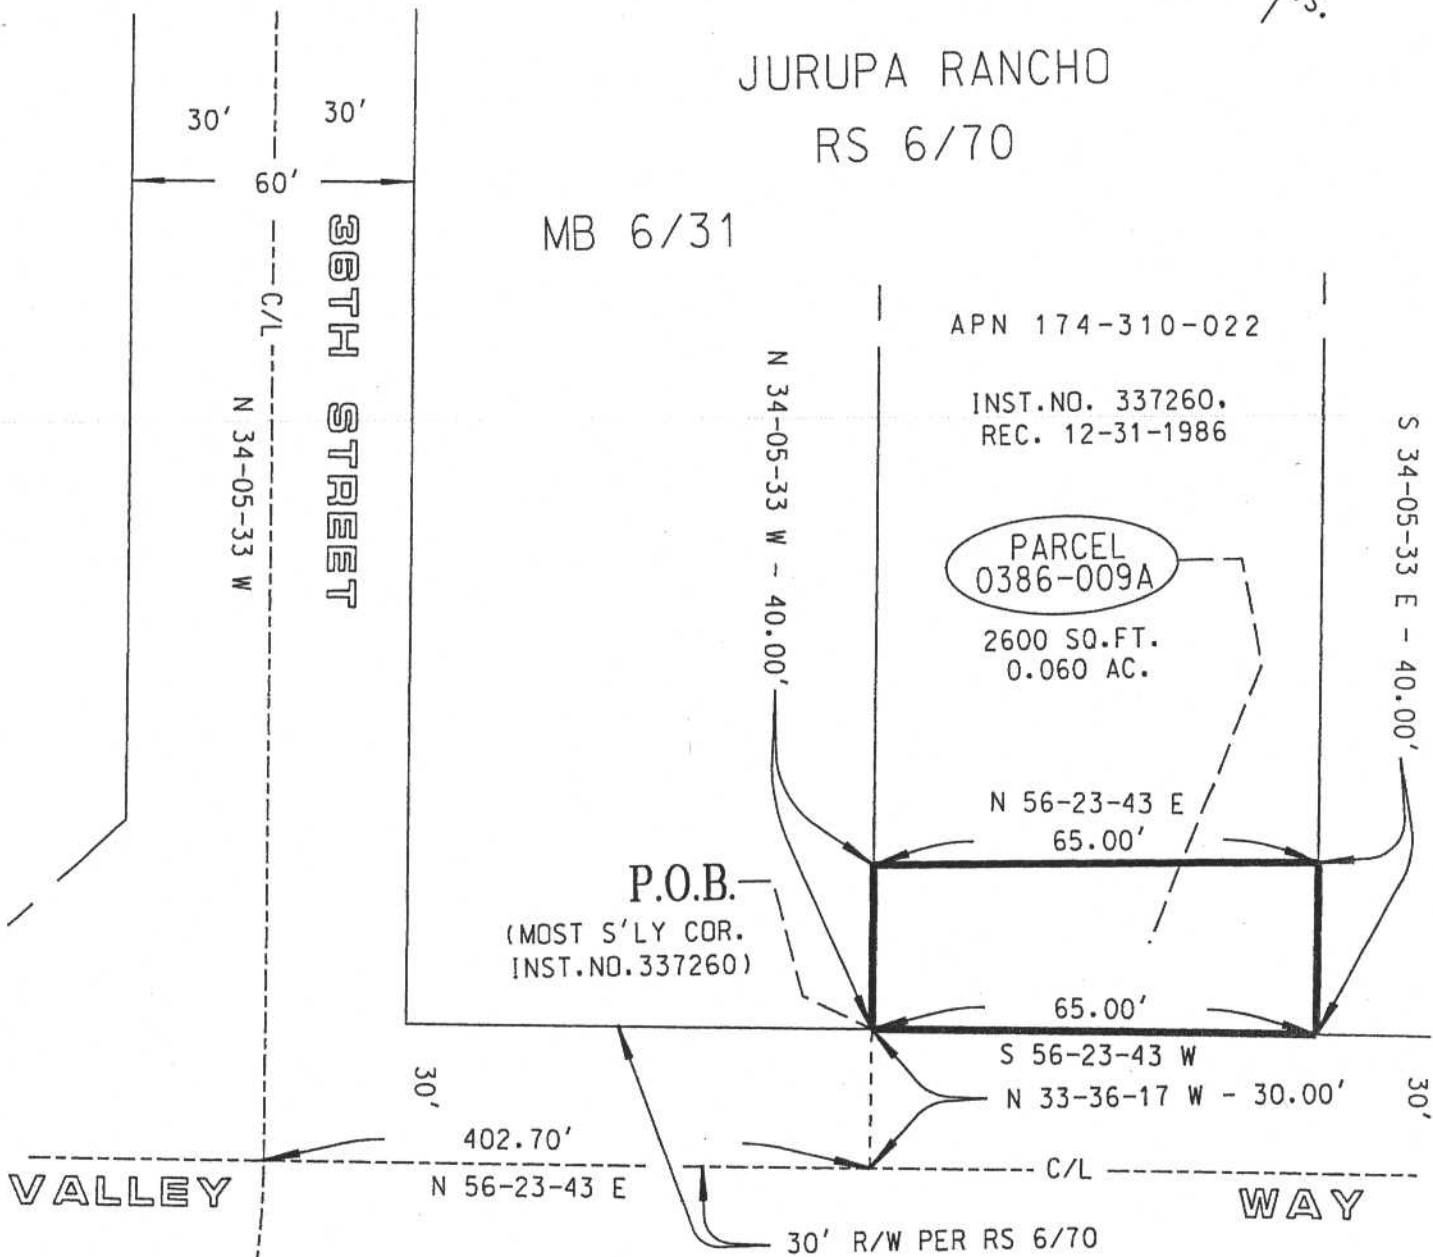 S.
JURUPA RANCHO
RS 6/70
30'
30'
60'
MB 6/31
36TH STREET
C/L
N 34-05-33 W
APN 174-310-022
INST.NO. 337260.
REC. 12-31-1986
N 34-05-33 W - 40.00'
S 34-05-33 E - 40.00'
PARCEL
0386-009A
2600 SQ.FT.
0.060 AC.
N 56-23-43 E
65.00'
P.O.B.
(MOST S'LY COR.
INST.NO.337260)
65.00'
S 56-23-43 W
N 33-36-17 W - 30.00'
30'
30'
402.70'
N 56-23-43 E
C/L
VALLEY
WAY
30' R/W PER RS 6/70